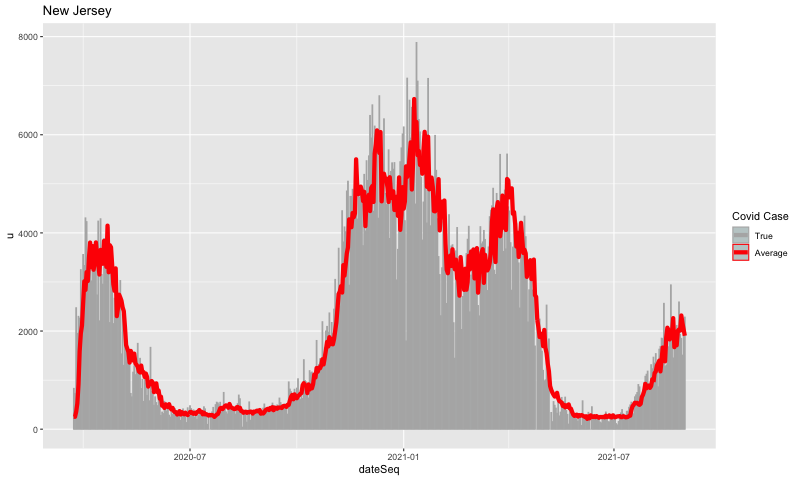 New Jersey
8000
6000
4000
2000
0
u
2020-07
2021-01
2021-07
dateSeq
Covid Case
True
Average